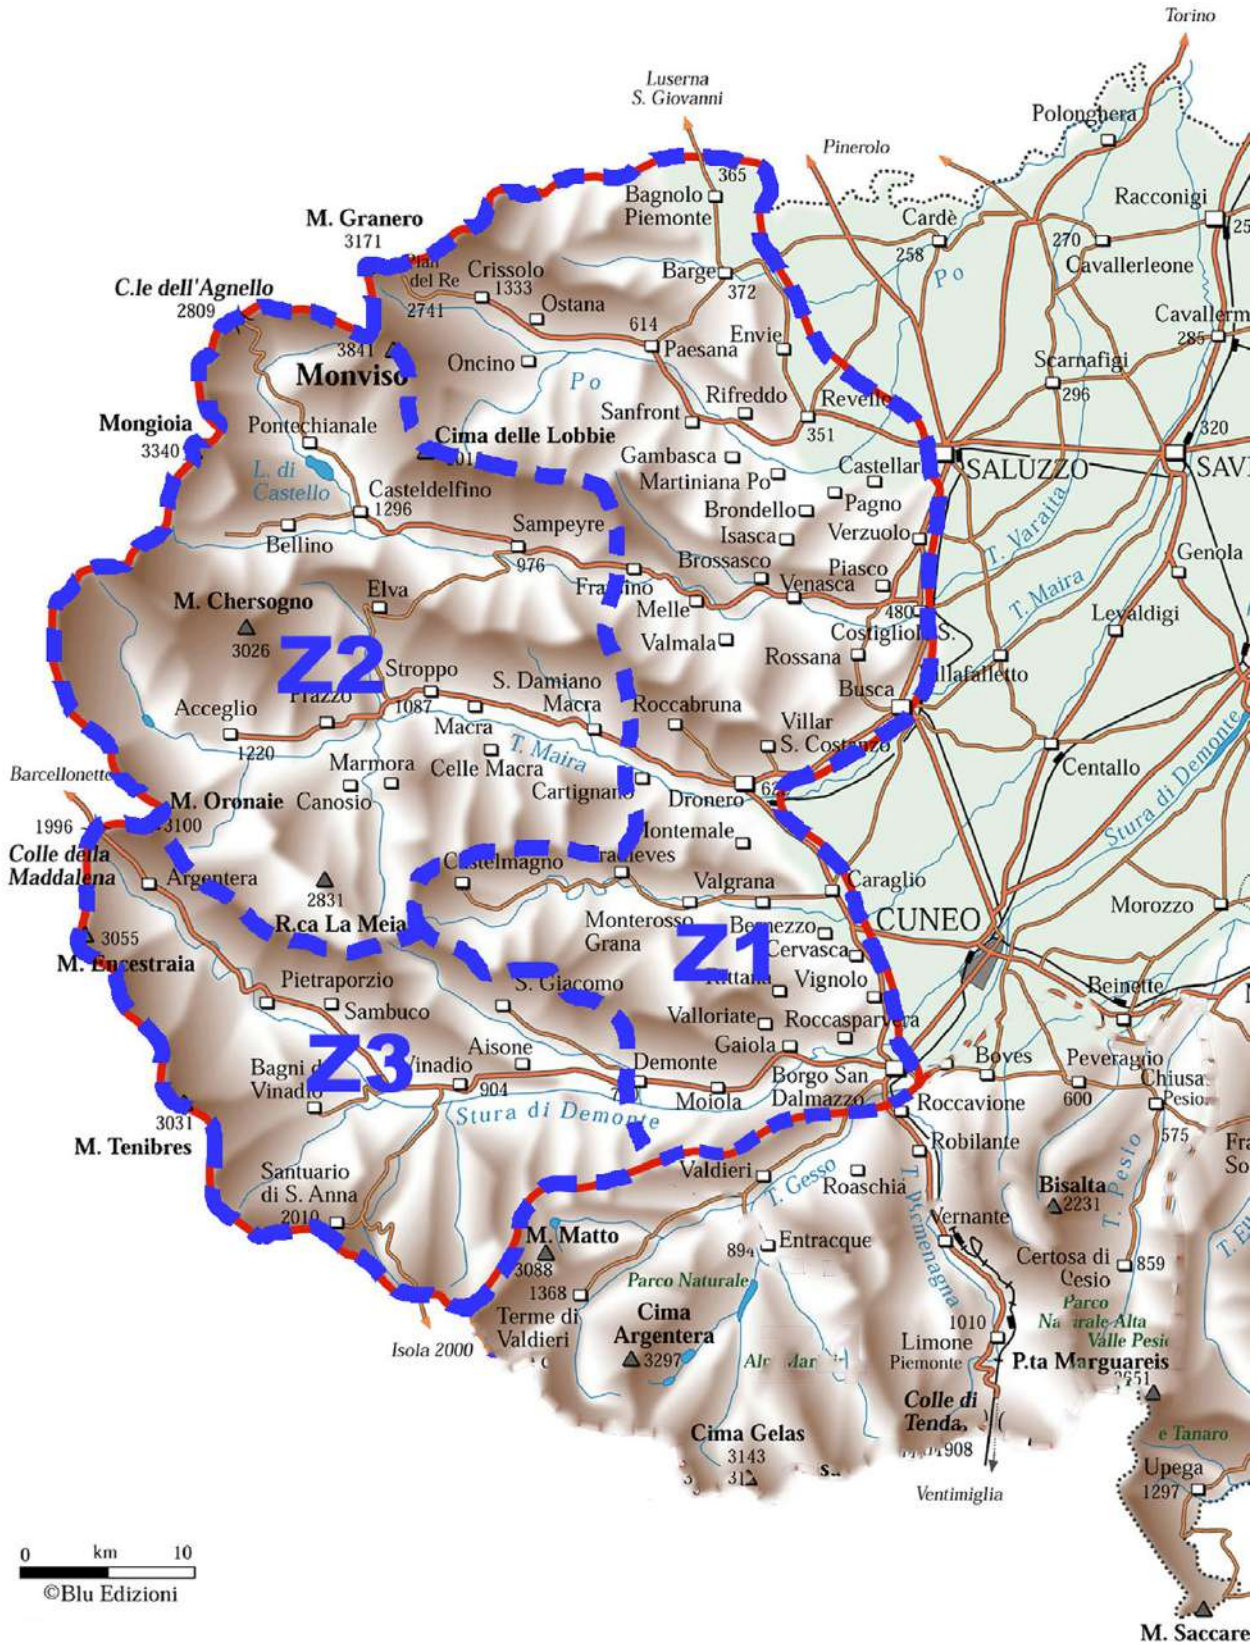 Torino
Luserna
S. Giovanni
Polonghera
Pinerolo
365
Bagnolo
Piemonte
Racconigi
M. Granero
3171
Cardè
258
270
Cavallerleone
Crissolo
1333
del Re
2741
Barge
372
Po
C.le dell'Agnello
2809
Ostana
614
Envie
Paesana
285
3841
Monviso
Oncino
Po
Scarnafigi
296
Rifreddo
Sanfront
351
Mongioia
3340
Pontechianale
Cima delle Lobbie
320
Gambasca
SALUZZO
L. di
Castello
Martiniana Po
Castellar
Casteldelfino
1296
Pagno
Brondello
Sampeyre
Verzuolo
Isasca
T. Varaita
Bellino
976
Brossasco
Genola
Piasco
Venasca
Elva
M. Chersogno
3026
Melle
480
T. Maira
Levaldigi
Valmala
Rossana
Z2
Stroppo
1087
S. Damiano
Macra
Busca
Acceglio
1220
Macra
Roccabruna
Villar
S. Costanzo
T. Maira
Celle Macra
Marmora
Canosio
Centallo
Stura di Demonte
Dronero
M. Oronaie
3100
1996
Colle della
Maddalena
Argentera
2831
R.ca La Meia
Valgrana
Caraglio
Monterosso
Grana
Z1
Cervasca
CUNEO
Morozzo
3055
M. Encestraia
Pietraporzio
Sambuco
S. Giacomo
Vignolo
Beinette
Valloriate
Roccasparvera
Gaiola
Z3
Aisone
904
Demonte
Moiola
Borgo San
Dalmazzo
Boves
Peveragno
600
Stura di Demonte
Roccavione
575
3031
M. Tenibres
Robilante
Santuario
di S. Anna
2010
Valdieri
T. Gesso
Roaschia
Bisalta
2231
T. Pesio
M. Matto
3088
894
Entracque
Vernante
Certosa di
859
1368
Terme di
Valdieri
Parco Naturale
Cima
Argentera
3297
Parco
Valle Pesio
1010
Limone
Piemonte
P.ta Marguareis
Isola 2000
Colle di
Tenda
Cima Gelas
3143
e Tanaro
Upega
1297
Ventimiglia
0 km 10
©Blu Edizioni